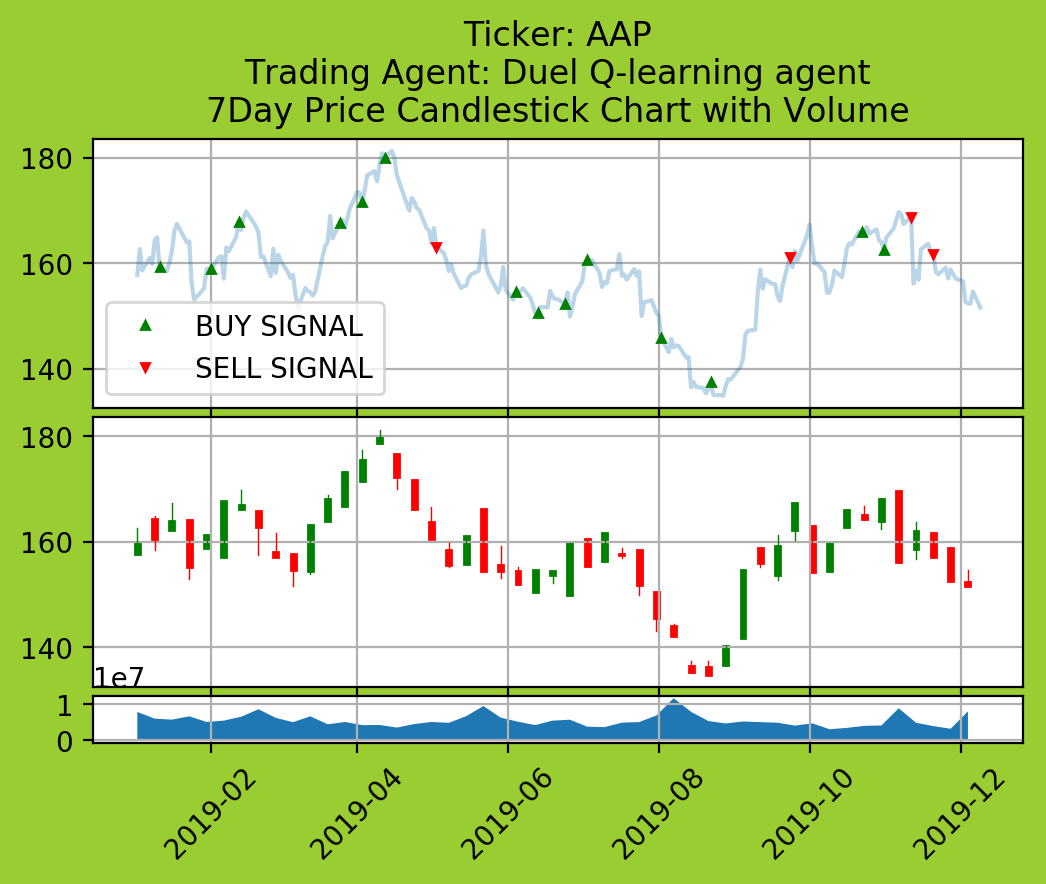 Ticker: AAP
Trading Agent: Duel Q-learning agent
7Day Price Candlestick Chart with Volume
180
160
140
BUY SIGNAL
SELL SIGNAL
180
160
140
1e7
1
0
2019-02
2019-04
2019-06
2019-08
2019-10
2019-12